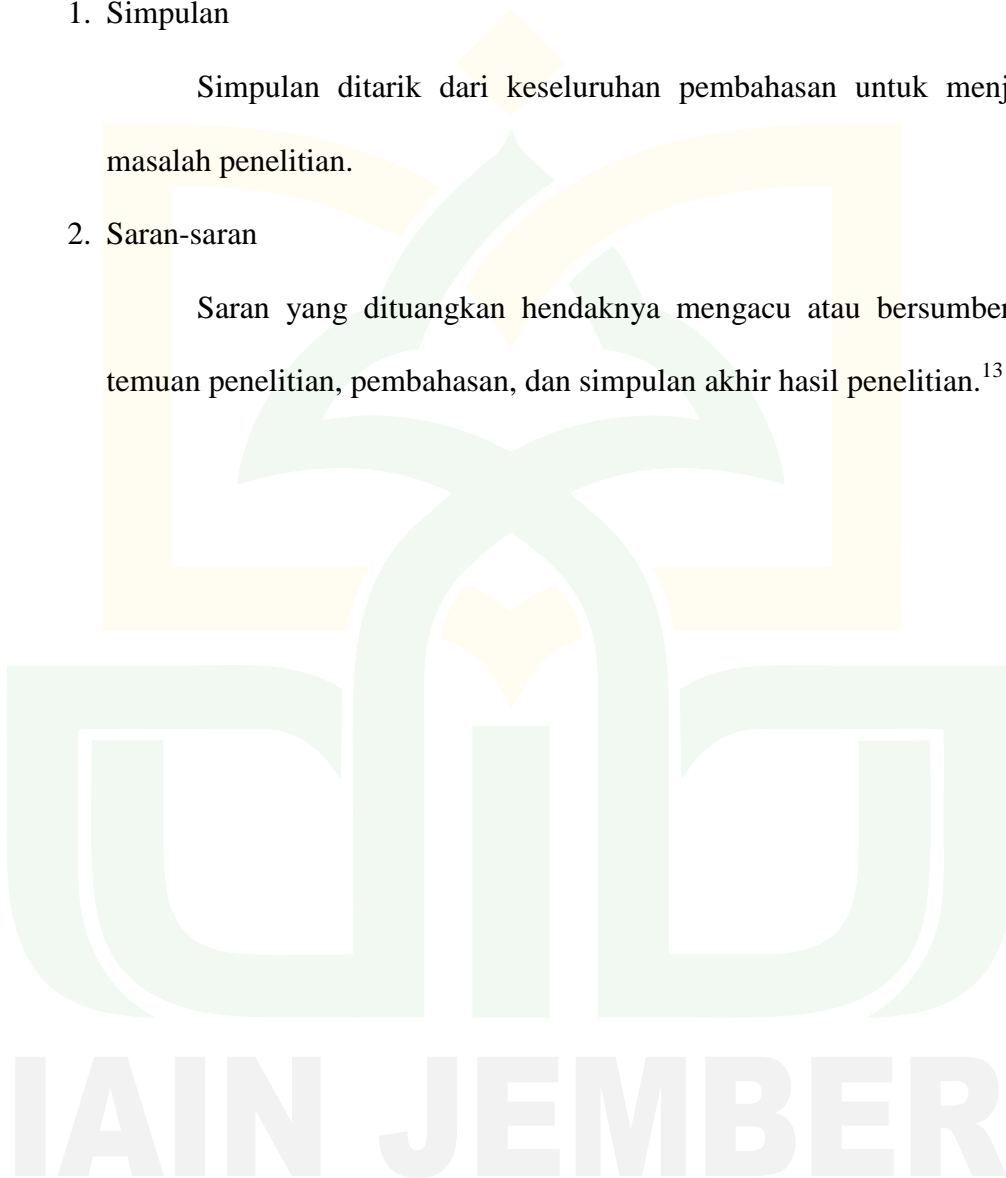 1. Simpulan
Simpulan ditarik dari keseluruhan pembahasan untuk menj
masalah penelitian.
2. Saran-saran
Saran yang dituangkan hendaknya mengacu atau bersumber
temuan penelitian, pembahasan, dan simpulan akhir hasil penelitian.13
IAIN JEMBER